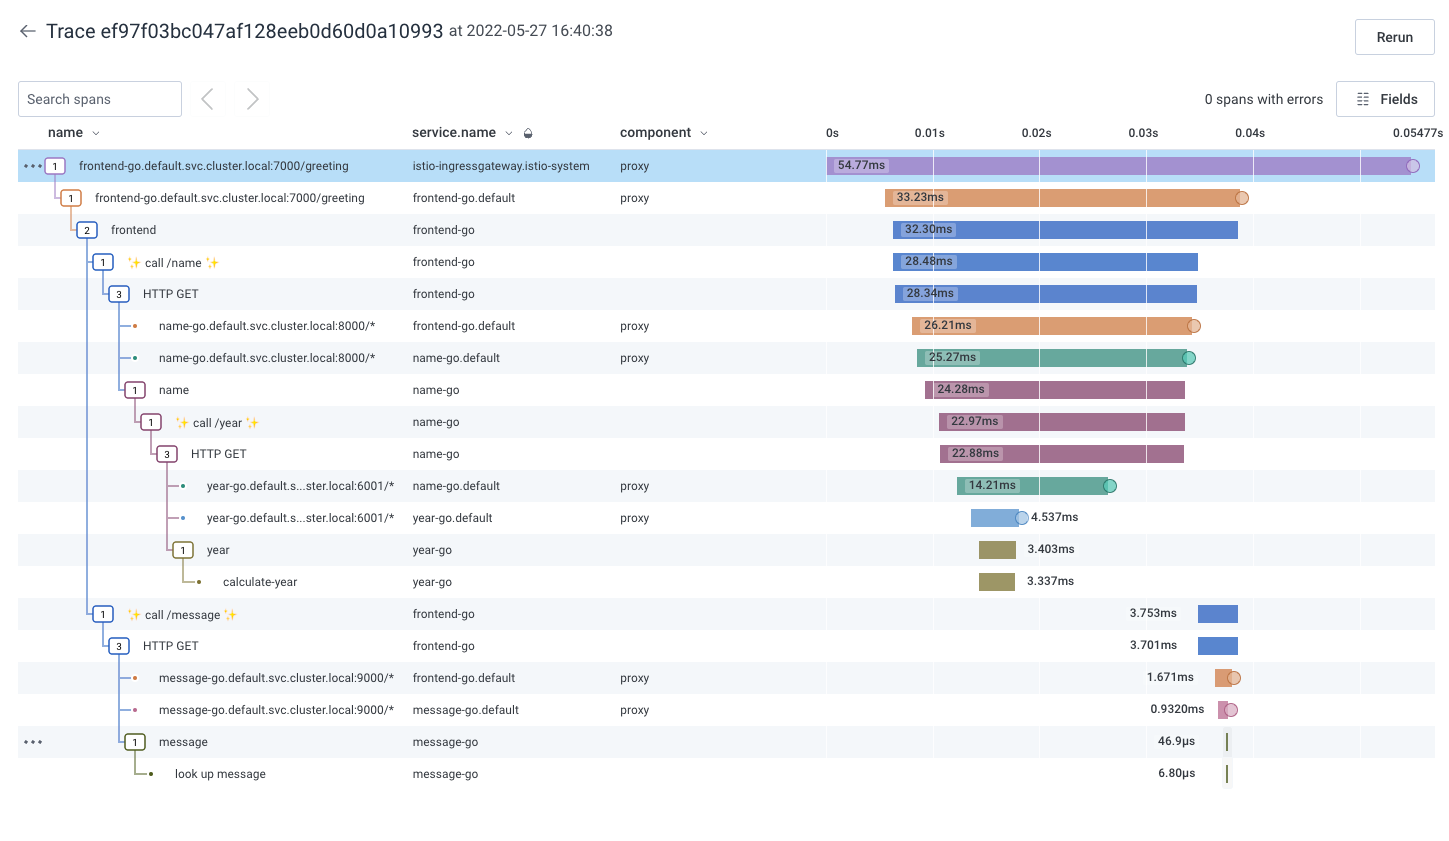 Trace ef97f03bc047af128eeb0d60d0a10993 at 2022-05-27 16:40:38
Rerun
Search spans
0 spans with errors
Fields
name service.name component 0s 0.01s 0.02s 0.03s 0.04s 0.05477s
1 frontend-go.default.svc.cluster.local:7000/greeting istio-ingressgateway.istio-system proxy 54.77ms
1 frontend-go.default.svc.cluster.local:7000/greeting frontend-go.default proxy 33.23ms
2 frontend frontend-go 32.30ms
1 ✨ call /name ✨ frontend-go 28.48ms
3 HTTP GET frontend-go 28.34ms
name-go.default.svc.cluster.local:8000/* frontend-go.default proxy 26.21ms
name-go.default.svc.cluster.local:8000/* name-go.default proxy 25.27ms
1 name name-go 24.28ms
1 ✨ call /year ✨ name-go 22.97ms
3 HTTP GET name-go 22.88ms
year-go.default.s...ster.local:6001/* name-go.default proxy 14.21ms
year-go.default.s...ster.local:6001/* year-go.default proxy 4.537ms
1 year year-go 3.403ms
calculate-year year-go 3.337ms
1 ✨ call /message ✨ frontend-go 3.753ms
3 HTTP GET frontend-go 3.701ms
message-go.default.svc.cluster.local:9000/* frontend-go.default proxy 1.671ms
message-go.default.svc.cluster.local:9000/* message-go.default proxy 0.9320ms
1 message message-go 46.9µs
look up message message-go 6.80µs